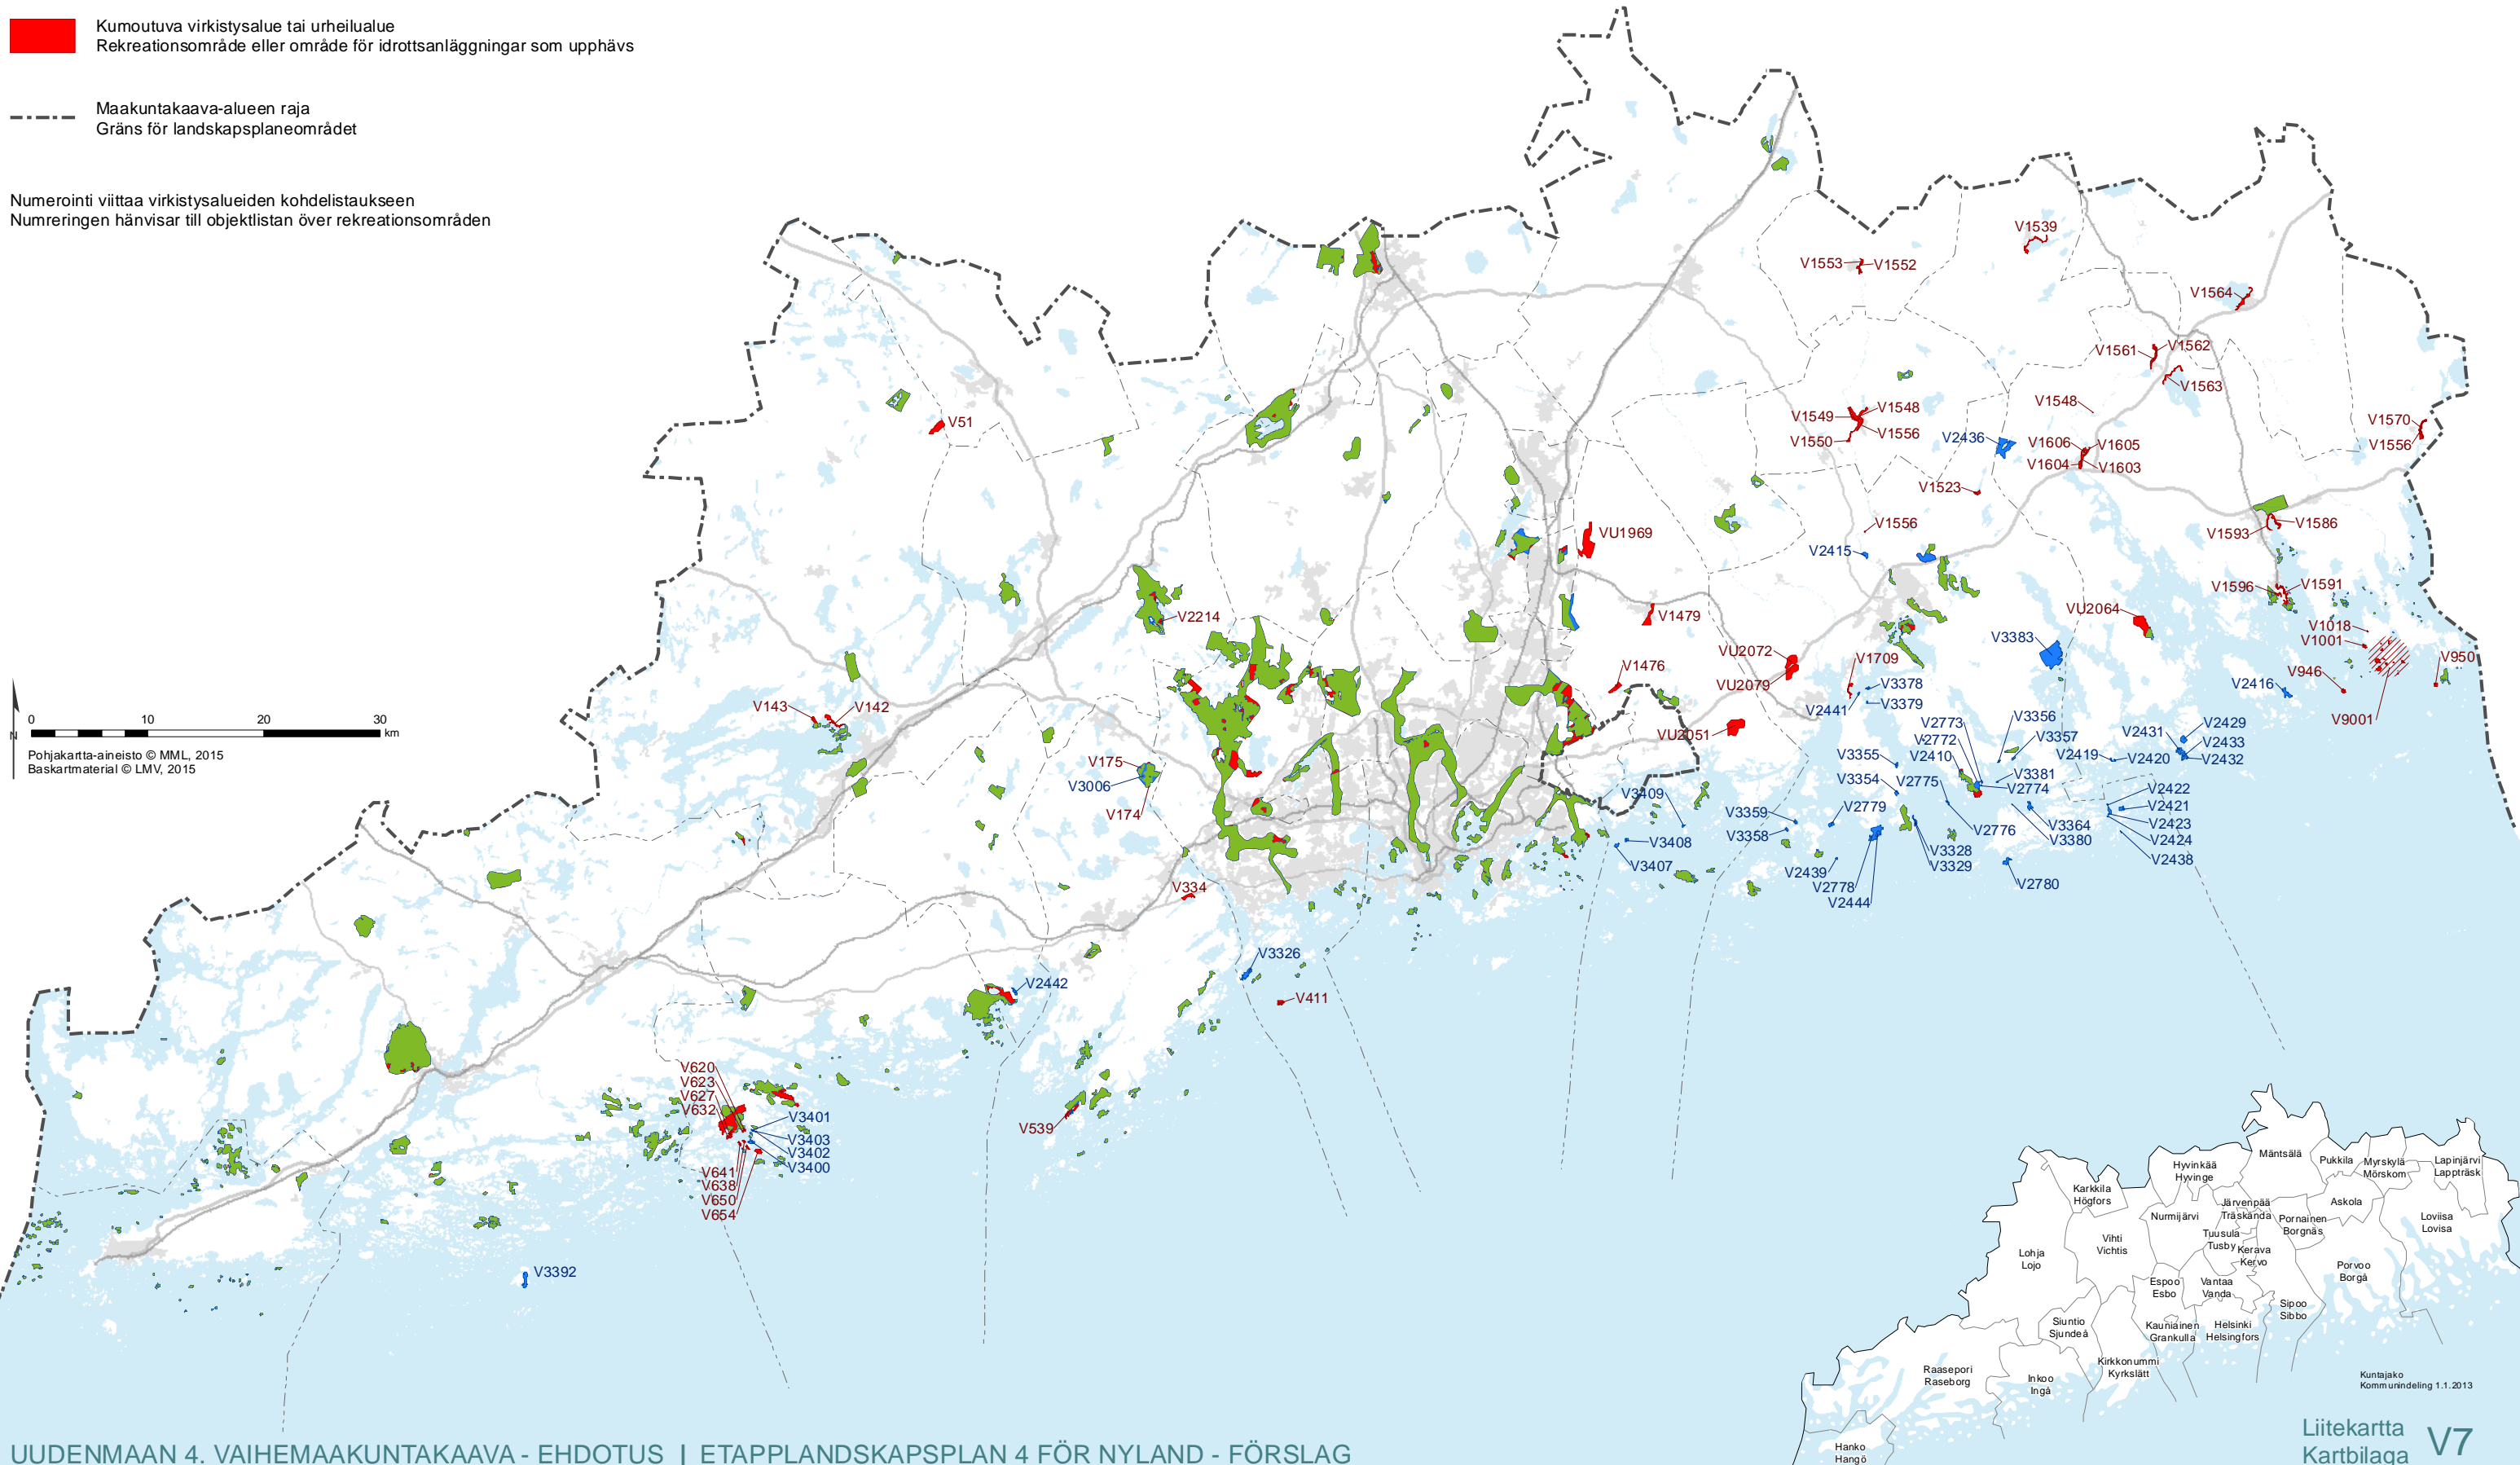 Kumoutuva virkistysalue tai urheilualue
Rekreationsområde eller område för idrottsanläggningar som upphävs
Maakuntakaava-alueen raja
Gräns för landskapsplaneområdet
Numerointi viittaa virkistysalueiden kohdelistaukseen
Numreringen hänvisar till objektlistan över rekreationsområden
V1539
V1553
V1552
V1564
V1561
V1562
V1563
V51
V1549
V1548
V1550
V1556
V1548
V2436
V1606
V1605
V1604
V1603
V1570
V1556
V1523
V1556
VU1969
V2415
V1593
V1586
V1596
V1591
V2214
V1479
VU2064
V3383
V1018
V1001
V946
V950
V9001
V2416
VU2072
VU2079
V1476
V1709
V3378
V3379
V2441
VU2051
V143
V142
N
0
10
20
30
km
Pohjakartta-aineisto © MML, 2015
Baskartmaterial © LMV, 2015
V175
V3006
V174
V2773
V2772
V2410
V3356
V3357
V3355
V3354
V2775
V3381
V2774
V2419
V2420
V2431
V2429
V2433
V2432
V2422
V2421
V2423
V2424
V2438
V3409
V3408
V3407
V3359
V3358
V2779
V2776
V3364
V3380
V3328
V3329
V2439
V2778
V2444
V2780
V334
V3326
V411
V2442
V620
V623
V627
V632
V3401
V3403
V3402
V3400
V641
V638
V650
V654
V539
V3392
Mäntsälä
Hyvinkää
Hyvinge
Pukkila
Myrskylä
Mörskom
Lapinjärvi
Lappträsk
Karkkila
Högfors
Järvenpää
Träskända
Askola
Nurmijärvi
Pornainen
Borgnäs
Loviisa
Lovisa
Vihti
Vichtis
Tuusula
Tusby
Kerava
Kervo
Lohja
Lojo
Porvoo
Borgå
Espoo
Esbo
Vantaa
Vanda
Sipoo
Sibbo
Siuntio
Sjundeå
Kauniainen
Grankulla
Helsinki
Helsingfors
Kirkkonummi
Kyrkslätt
Raasepori
Raseborg
Inkoo
Ingå
Hanko
Hangö
Kuntajako
Kommunindeling 1.1.2013
UUDENMAAN 4. VAIHEMAAKUNTAKAAVA - EHDOTUS | ETAPPLANDSKAPSPLAN 4 FÖR NYLAND - FÖRSLAG
Liitekartta
Kartbilaga
V7